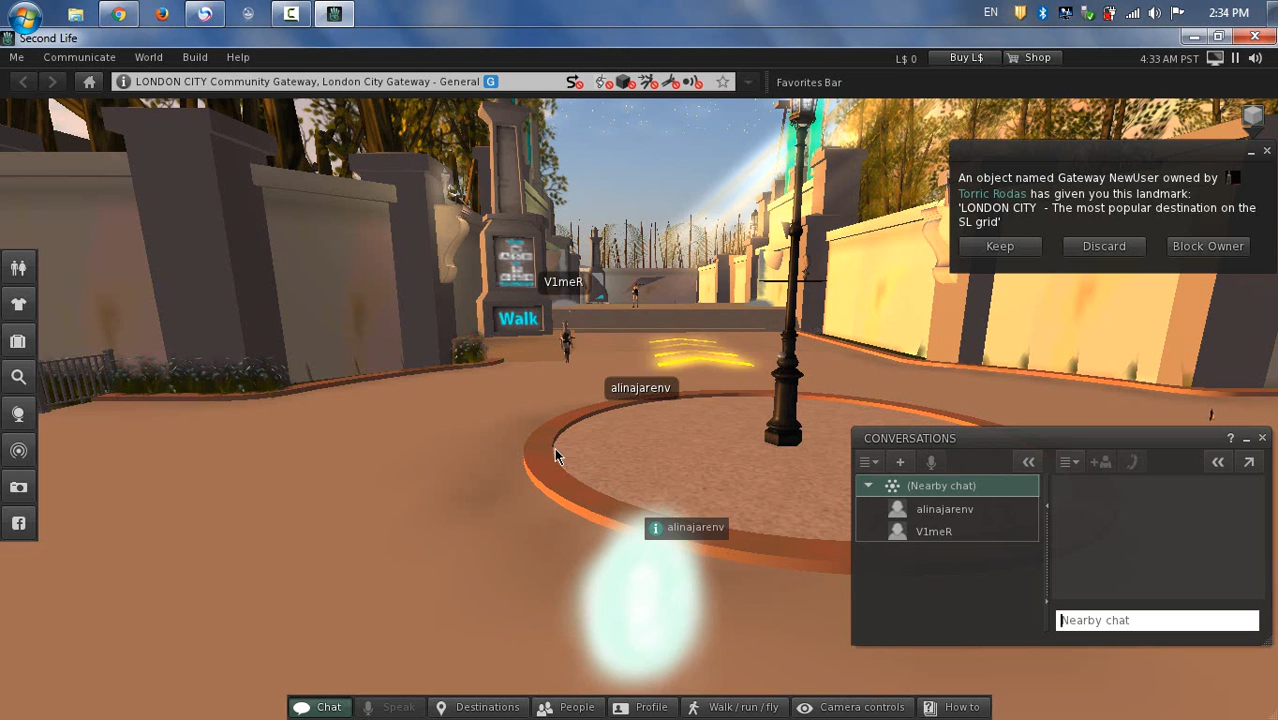 EN
2:34 PM
Second Life
Me Communicate World Build Help
L$ 0 Buy L$ Shop 4:33 AM PST
LONDON CITY Community Gateway, London City Gateway - General G
Favorites Bar
An object named Gateway NewUser owned by
Torric Rodas has given you this landmark:
'LONDON CITY - The most popular destination on the
SL grid'
Keep Discard Block Owner
V1meR
Walk
alinajarenv
CONVERSATIONS
(Nearby chat)
alinajarenv
V1meR
alinajarenv
Nearby chat
Chat Speak Destinations People Profile Walk / run / fly Camera controls How to